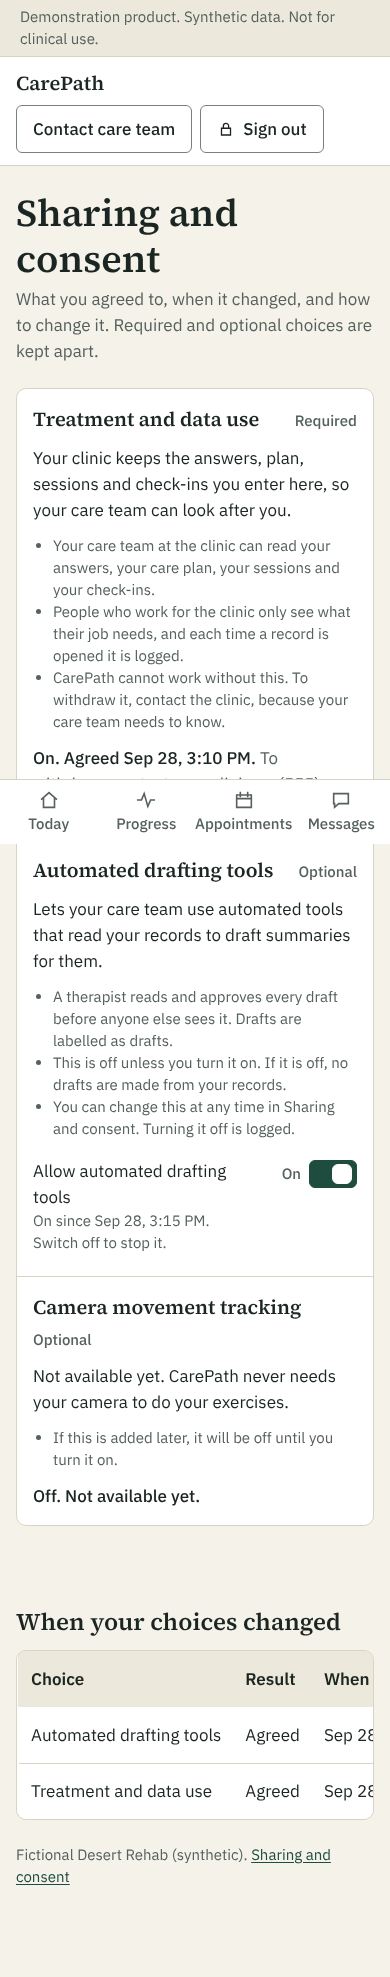 Demonstration product. Synthetic data. Not for
clinical use.
CarePath
Contact care team
Sign out
Sharing and
consent
What you agreed to, when it changed, and how
to change it. Required and optional choices are
kept apart.
Treatment and data use Required
Your clinic keeps the answers, plan,
sessions and check-ins you enter here, so
your care team can look after you.
• Your care team at the clinic can read your
answers, your care plan, your sessions and
your check-ins.
• People who work for the clinic only see what
their job needs, and each time a record is
opened it is logged.
• CarePath cannot work without this. To
withdraw it, contact the clinic, because your
care team needs to know.
On. Agreed Sep 28, 3:10 PM. To
Today Progress Appointments Messages
Automated drafting tools Optional
Lets your care team use automated tools
that read your records to draft summaries
for them.
• A therapist reads and approves every draft
before anyone else sees it. Drafts are
labelled as drafts.
• This is off unless you turn it on. If it is off, no
drafts are made from your records.
• You can change this at any time in Sharing
and consent. Turning it off is logged.
Allow automated drafting
tools
On
On since Sep 28, 3:15 PM.
Switch off to stop it.
Camera movement tracking
Optional
Not available yet. CarePath never needs
your camera to do your exercises.
• If this is added later, it will be off until you
turn it on.
Off. Not available yet.
When your choices changed
Choice Result When
Automated drafting tools Agreed Sep 28
Treatment and data use Agreed Sep 28
Fictional Desert Rehab (synthetic). Sharing and
consent